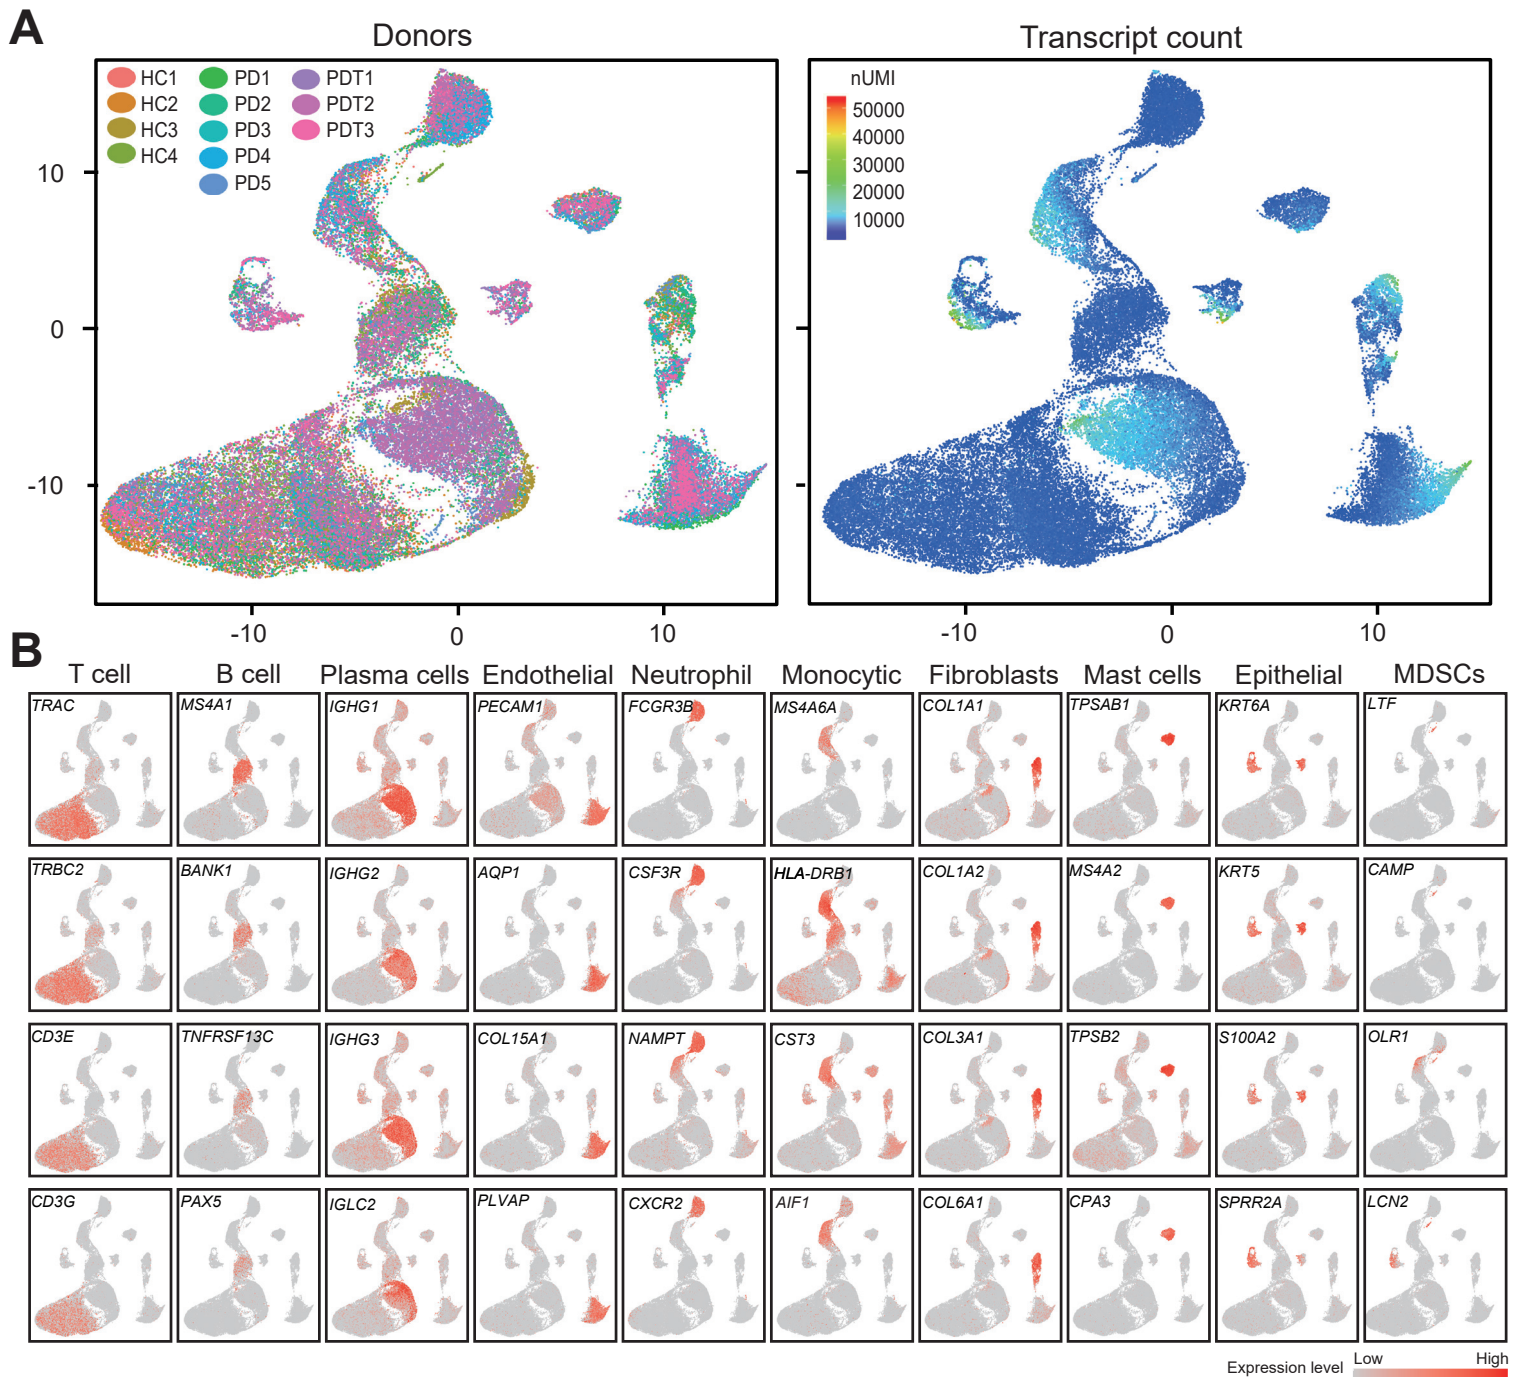 A
Donors
Transcript count
HC1 PD1 PDT1
HC2 PD2 PDT2
HC3 PD3 PDT3
HC4 PD4
PD5
nUMI
50000
40000
30000
20000
10000
10
0
-10
-10 0 10
-10 0 10
B
T cell B cell Plasma cells Endothelial Neutrophil Monocytic Fibroblasts Mast cells Epithelial MDSCs
TRAC MS4A1 IGHG1 PECAM1 FCGR3B MS4A6A COL1A1 TPSAB1 KRT6A LTF
TRBC2 BANK1 IGHG2 AQP1 CSF3R HLA-DRB1 COL1A2 MS4A2 KRT5 CAMP
CD3E TNFRSF13C IGHG3 COL15A1 NAMPT CST3 COL3A1 TPSB2 S100A2 OLR1
CD3G PAX5 IGLC2 PLVAP CXCR2 AIF1 COL6A1 CPA3 SPRR2A LCN2
Expression level Low High